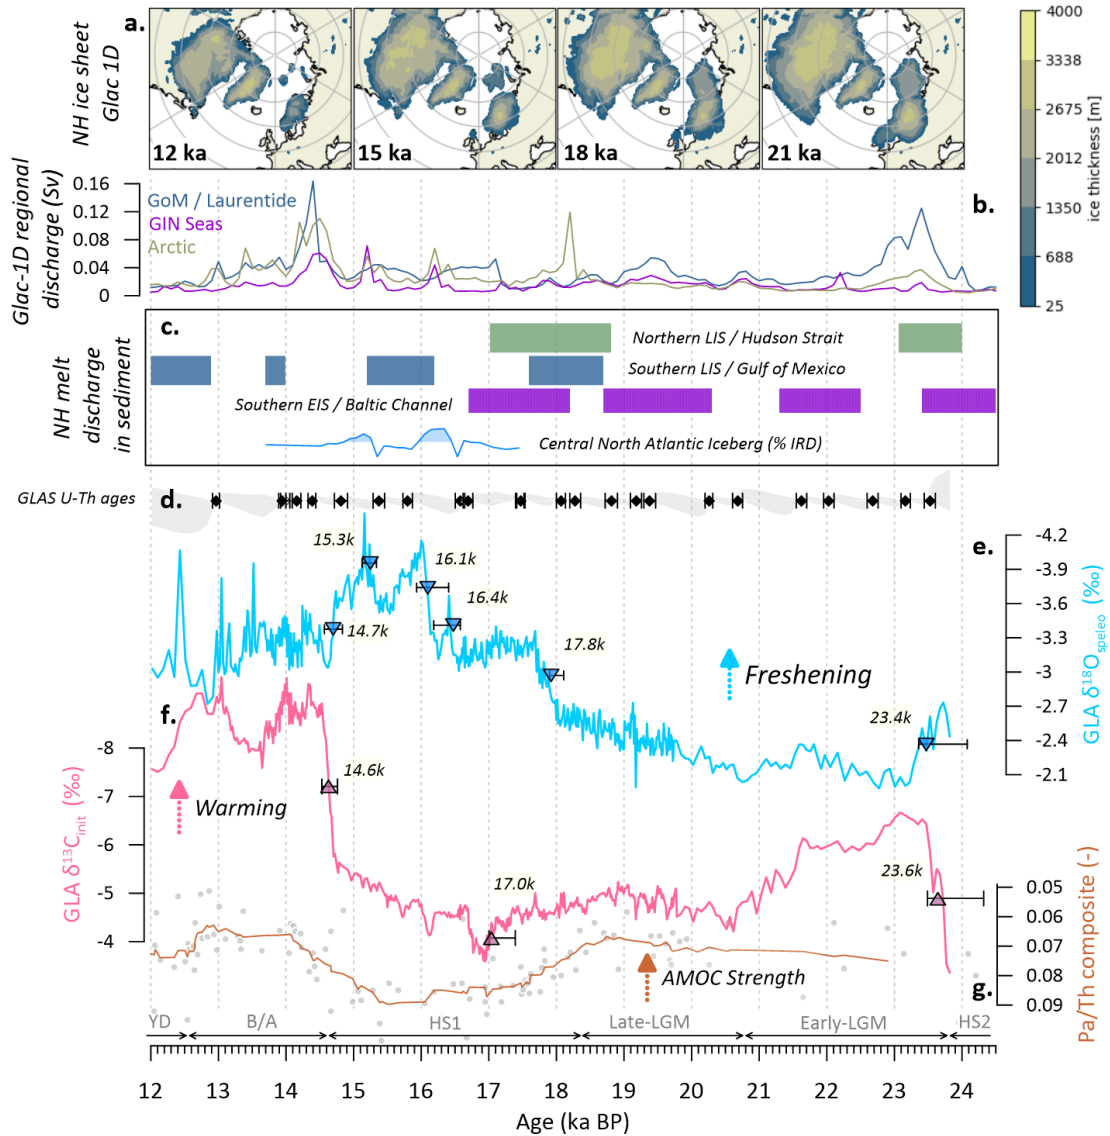 a.
NH ice sheet
Glac 1D
12 ka
15 ka
18 ka
21 ka
4000
3338
2675
2012
1350
688
25
ice thickness [m]
Glac-1D regional
discharge (Sv)
0.16
0.12
0.08
0.04
0
GoM / Laurentide
GIN Seas
Arctic
b.
NH melt
discharge
in sediment
c.
Northern LIS / Hudson Strait
Southern LIS / Gulf of Mexico
Southern EIS / Baltic Channel
Central North Atlantic Iceberg (% IRD)
GLAS U-Th ages
d.
e.
15.3k
16.1k
16.4k
14.7k
17.8k
23.4k
Freshening
-4.2
-3.9
-3.6
-3.3
-3
-2.7
-2.4
-2.1
GLA δ18Ospeleo (‰)
f.
-8
-7
-6
-5
-4
GLA δ13Cinit (‰)
Warming
14.6k
17.0k
23.6k
AMOC Strength
g.
0.05
0.06
0.07
0.08
0.09
Pa/Th composite (-)
YD
B/A
HS1
Late-LGM
Early-LGM
HS2
12 13 14 15 16 17 18 19 20 21 22 23 24
Age (ka BP)